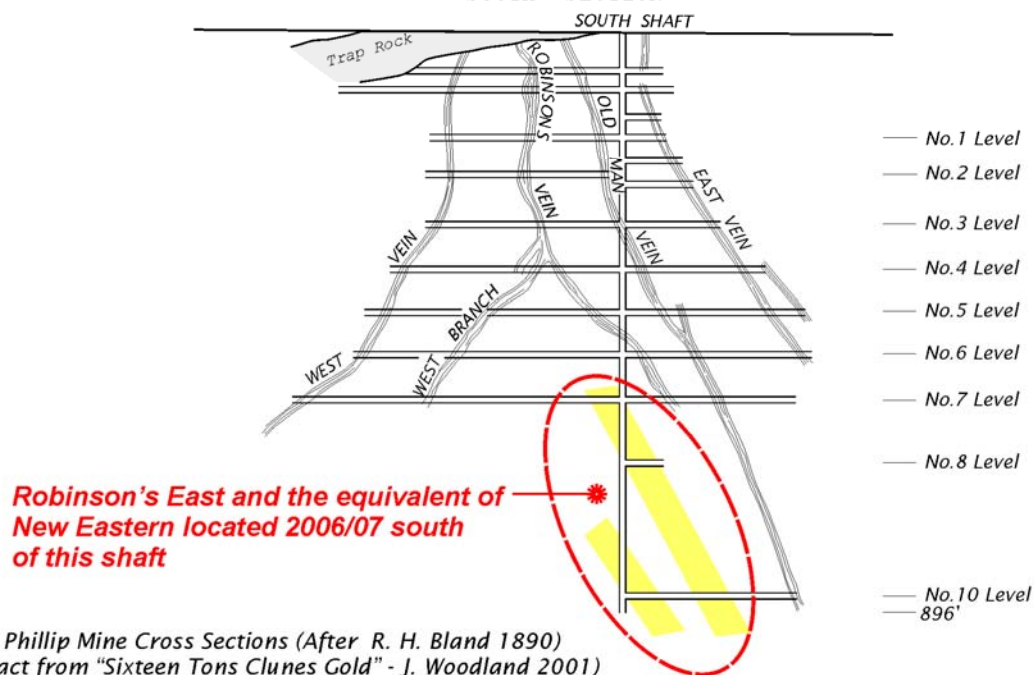 SOUTH SHAFT
Trap Rock
ROBINSONS VEIN
OLD MAN VEIN
EAST VEIN
WEST VEIN
WEST BRANCH
No.1 Level
No.2 Level
No.3 Level
No.4 Level
No.5 Level
No.6 Level
No.7 Level
No.8 Level
No.10 Level
896'
Robinson's East and the equivalent of
New Eastern located 2006/07 south
of this shaft
Phillip Mine Cross Sections (After R. H. Bland 1890)
act from "Sixteen Tons Clunes Gold" - J. Woodland 2001)